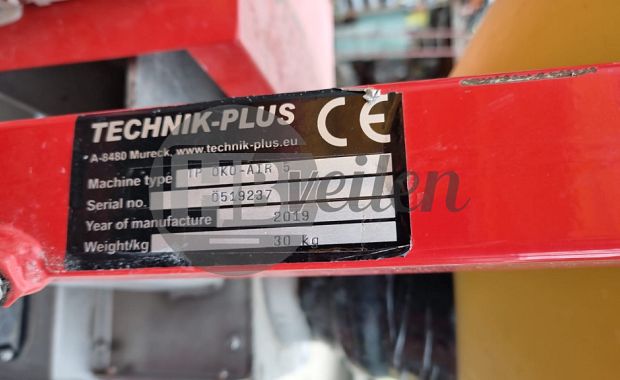 TECHNIK-PLUS CE
A-8480 Mureck, www.technik-plus.eu
Machine type TP ÖKO-AIR 5
Serial no. 0519237
Year of manufacture 2019
Weight/kg 30 kg
HB veilen